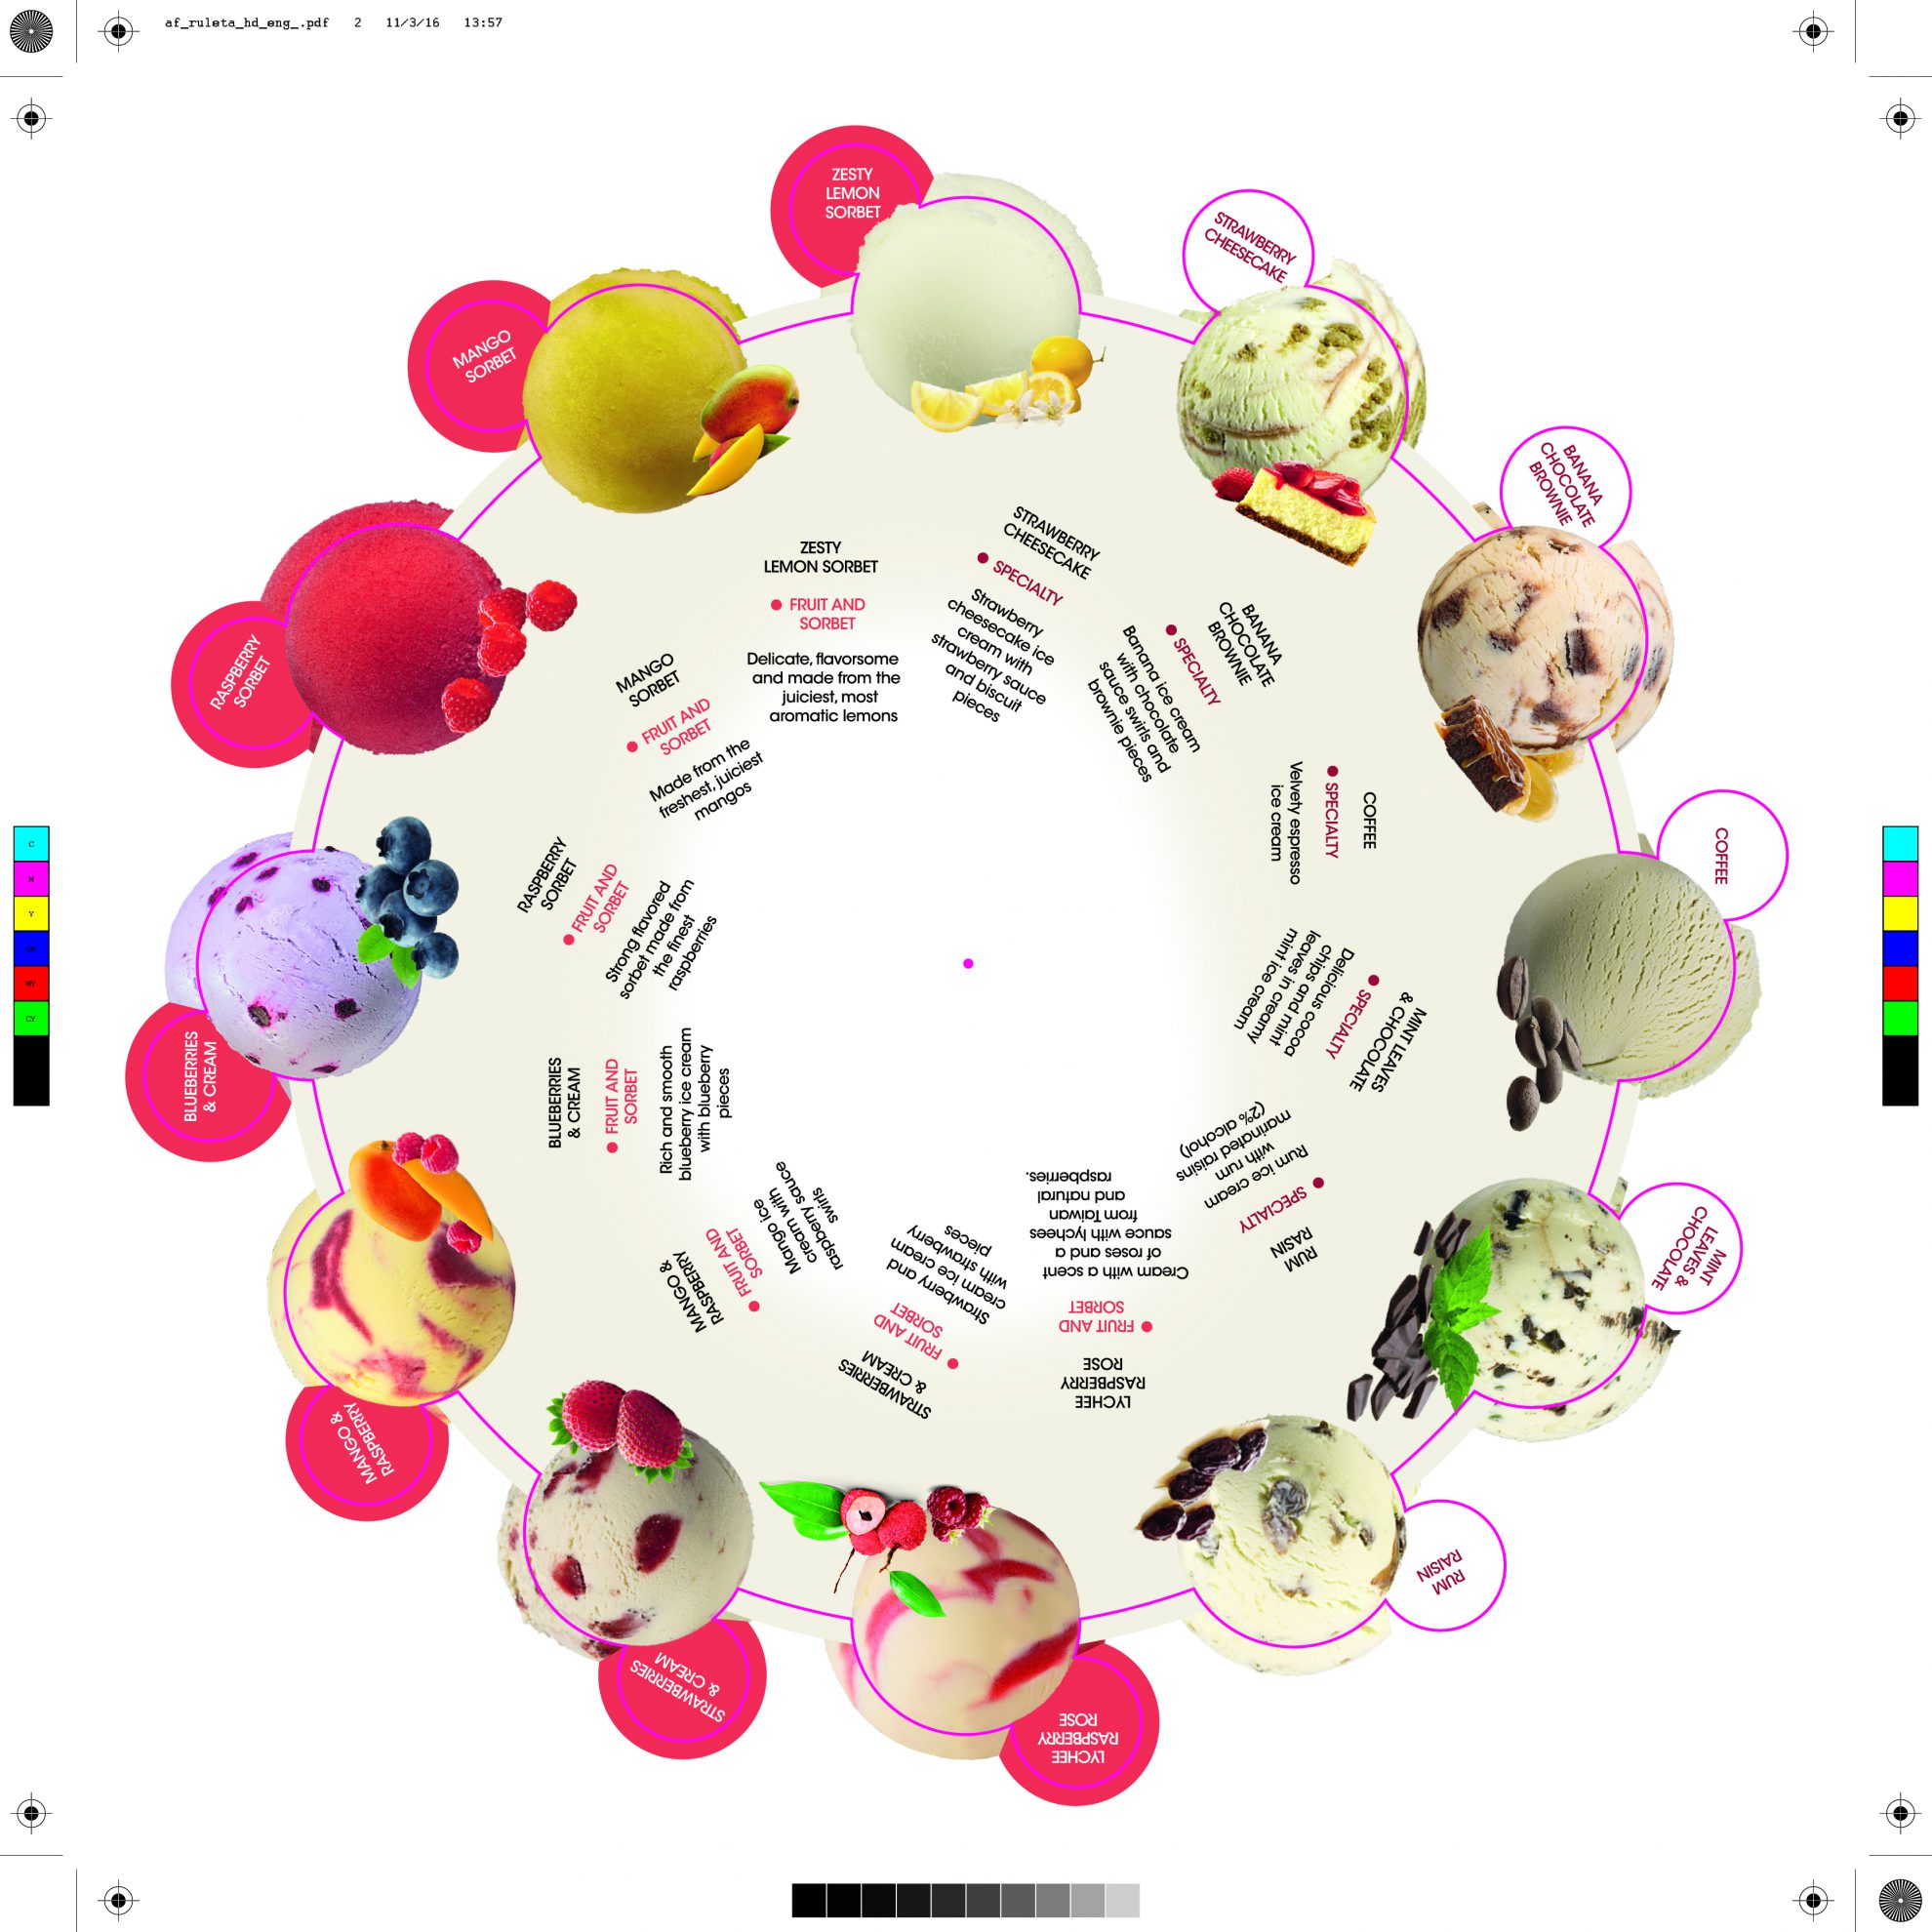 af_ruleta_hd_eng_.pdf 2 11/3/16 13:57
ZESTY
LEMON
SORBET
STRAWBERRY
CHEESECAKE
BANANA
CHOCOLATE
BROWNIE
COFFEE
MINT
LEAVES &
CHOCOLATE
RUM
RAISIN
LYCHEE
RASPBERRY
ROSE
STRAWBERRIES
& CREAM
MANGO &
RASPBERRY
BLUEBERRIES
& CREAM
RASPBERRY
SORBET
MANGO
SORBET
ZESTY
LEMON SORBET
FRUIT AND
SORBET
Delicate, flavorsome
and made from the
juiciest, most
aromatic lemons
STRAWBERRY
CHEESECAKE
SPECIALTY
Strawberry
cheesecake ice
cream with
strawberry sauce
and biscuit
pieces
BANANA
CHOCOLATE
BROWNIE
SPECIALTY
Banana ice cream
with chocolate
sauce swirls and
brownie pieces
COFFEE
SPECIALTY
Velvety espresso
ice cream
MINT LEAVES
& CHOCOLATE
SPECIALTY
Delicious cocoa
chips and mint
leaves in creamy
mint ice cream
RUM
RASIN
SPECIALTY
Rum ice cream
with rum
marinated raisins
(2% alcohol)
LYCHEE
RASPBERRY
ROSE
FRUIT AND
SORBET
Cream with a scent
of roses and a
sauce with lychees
from Taiwan
and natural
raspberries.
STRAWBERRIES
& CREAM
FRUIT AND
SORBET
Strawberry and
cream ice cream
with strawberry
pieces
MANGO &
RASPBERRY
FRUIT AND
SORBET
Mango ice
cream with
raspberry sauce
swirls
BLUEBERRIES
& CREAM
FRUIT AND
SORBET
Rich and smooth
blueberry ice cream
with blueberry
pieces
RASPBERRY
SORBET
FRUIT AND
SORBET
Strong flavored
sorbet made from
the finest
raspberries
MANGO
SORBET
FRUIT AND
SORBET
Made from the
freshest, juiciest
mangos
C
M
Y
CM
MY
CY